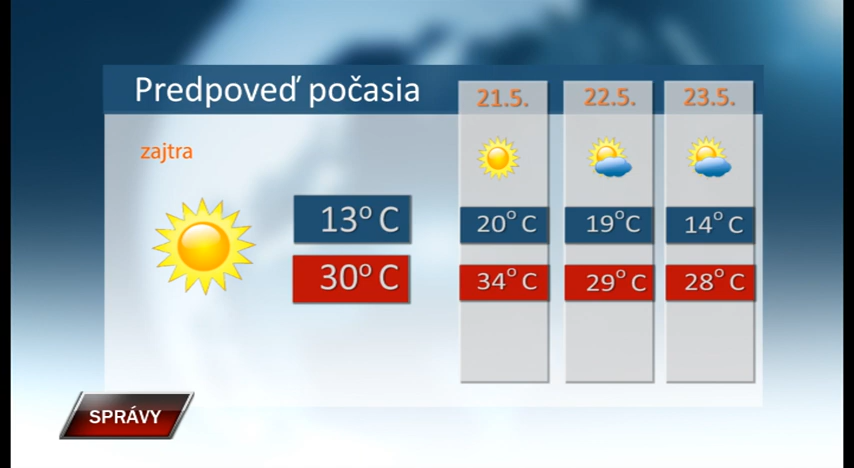 Predpoveď počasia
zajtra
13°C
30°C
21.5. 22.5. 23.5.
20°C 19°C 14°C
34°C 29°C 28°C
SPRÁVY